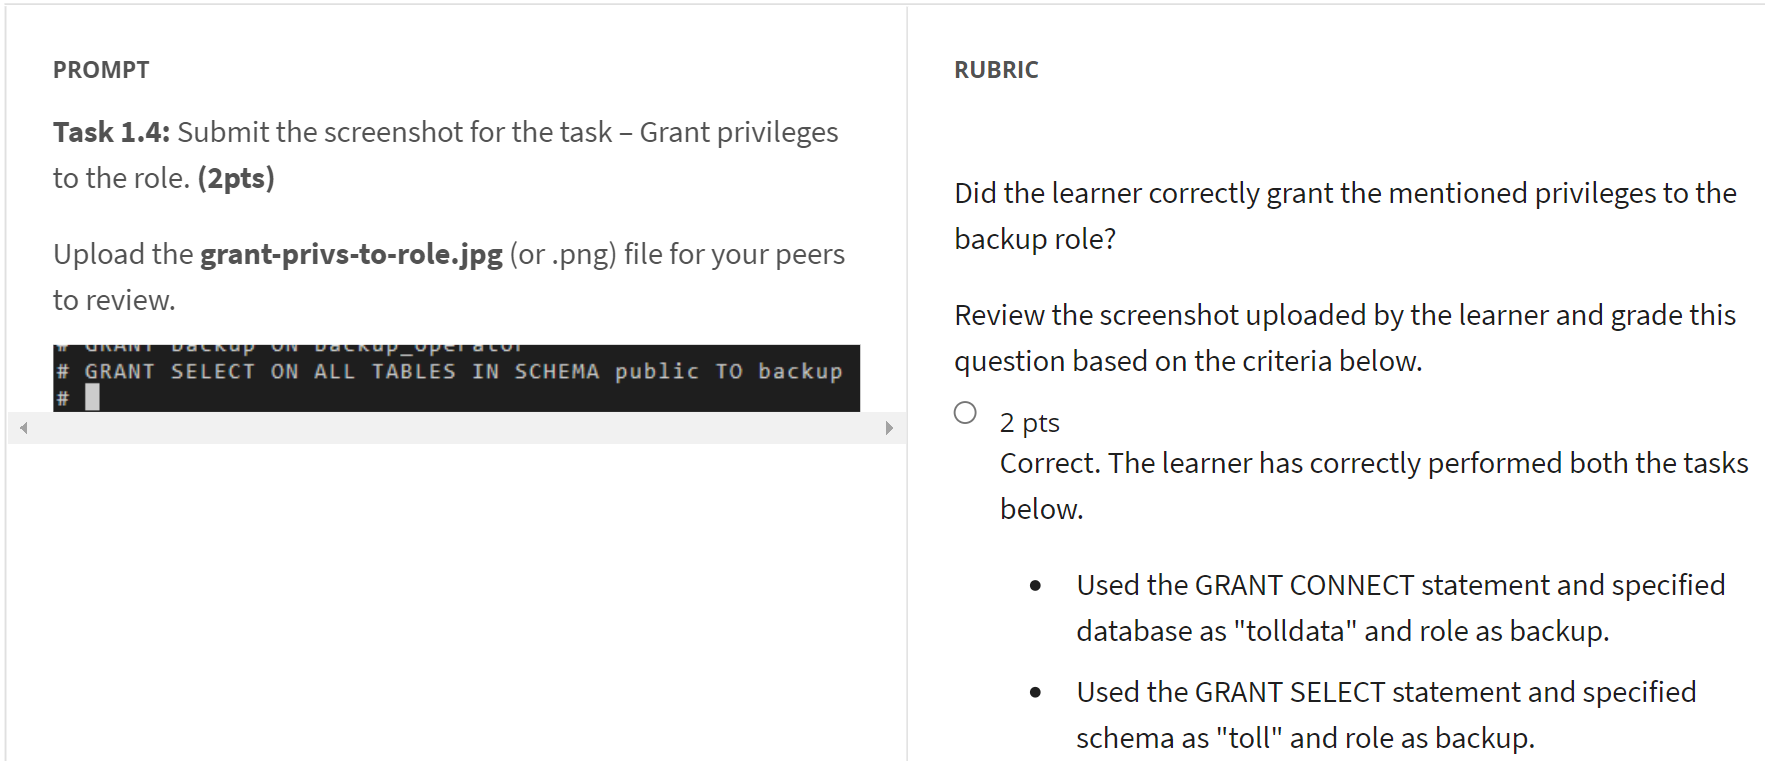 PROMPT
Task 1.4: Submit the screenshot for the task – Grant privileges
to the role. (2pts)
Upload the grant-privs-to-role.jpg (or .png) file for your peers
to review.
# GRANT backup ON backup_operator
# GRANT SELECT ON ALL TABLES IN SCHEMA public TO backup
#
RUBRIC
Did the learner correctly grant the mentioned privileges to the
backup role?
Review the screenshot uploaded by the learner and grade this
question based on the criteria below.
2 pts
Correct. The learner has correctly performed both the tasks
below.
• Used the GRANT CONNECT statement and specified
database as "tolldata" and role as backup.
• Used the GRANT SELECT statement and specified
schema as "toll" and role as backup.